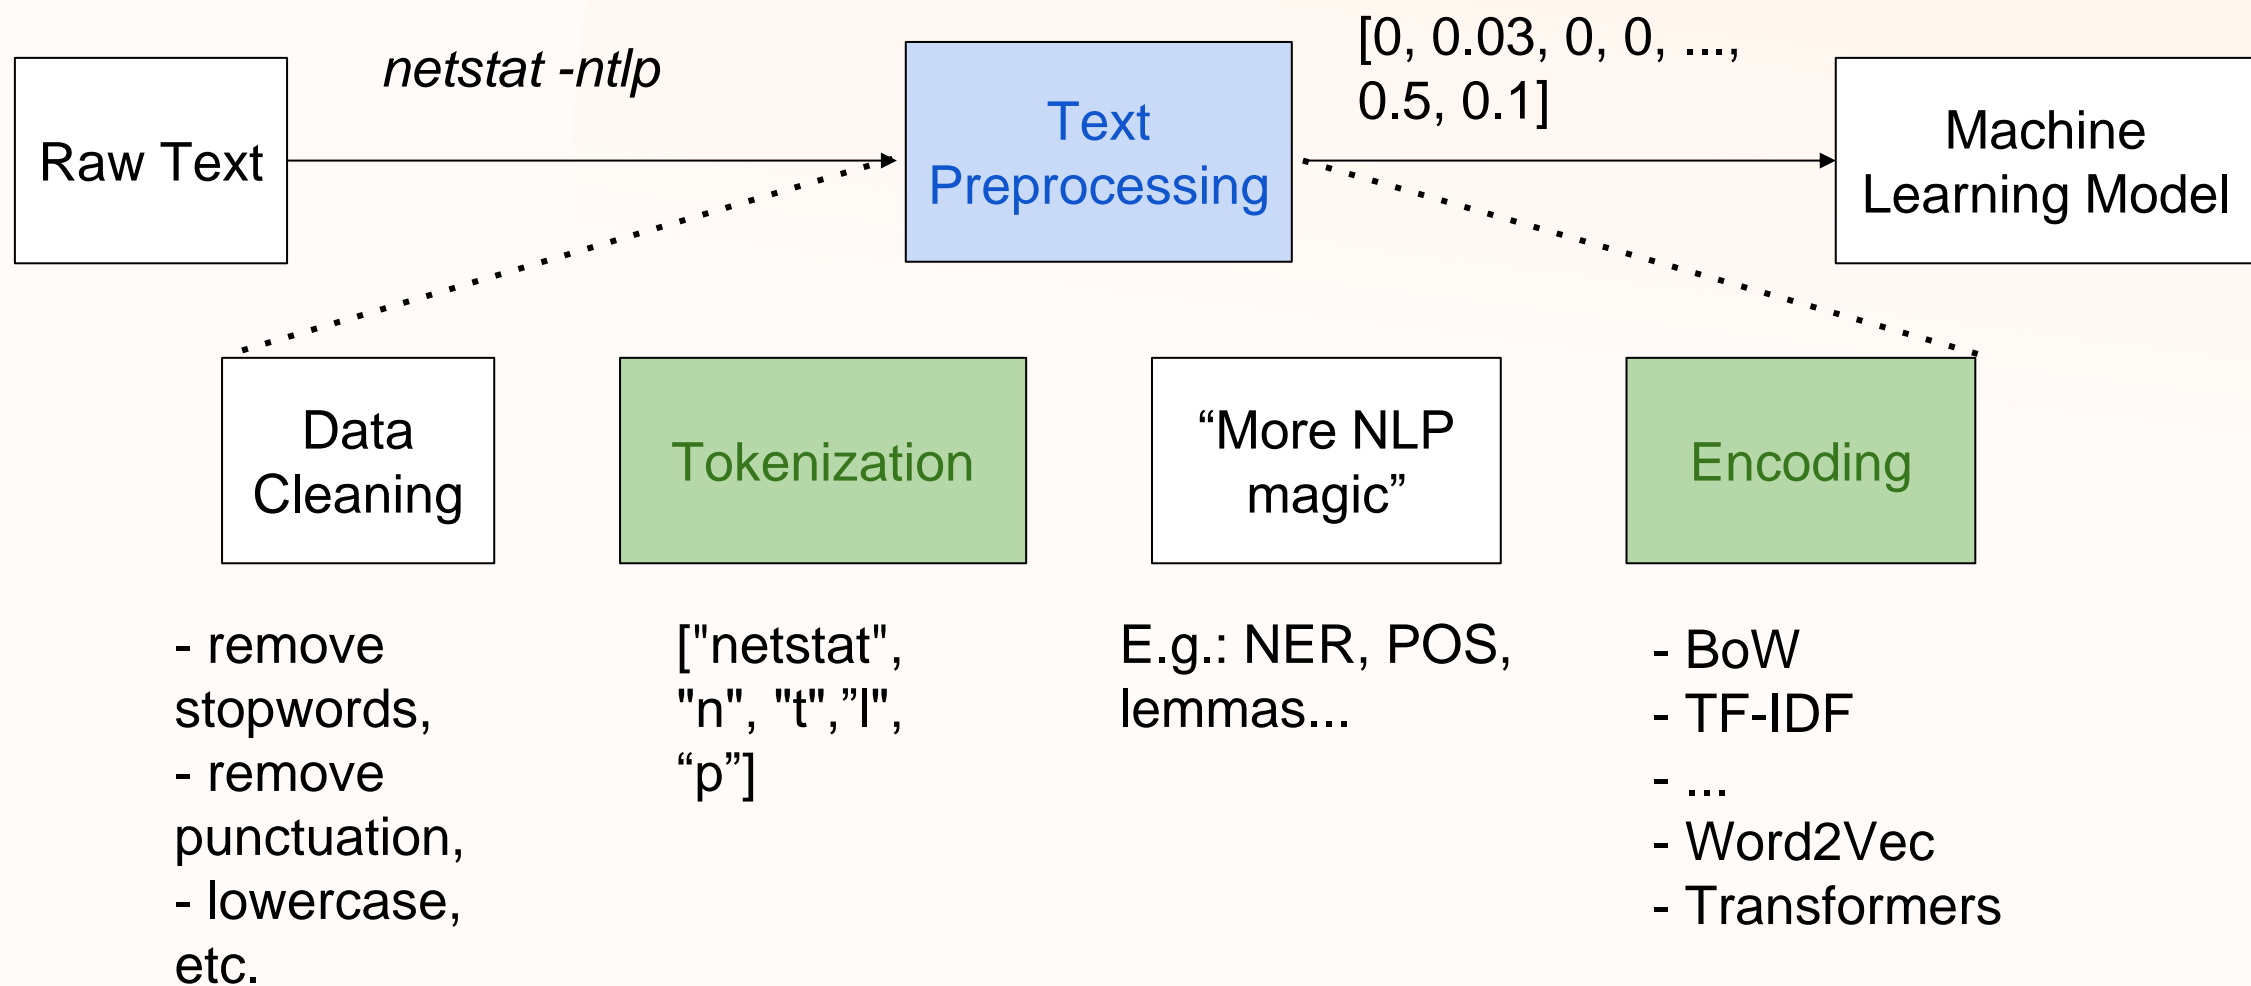 Raw Text
netstat -ntlp
Text
Preprocessing
[0, 0.03, 0, 0, ...,
0.5, 0.1]
Machine
Learning Model
Data
Cleaning
Tokenization
“More NLP
magic”
Encoding
- remove
stopwords,
- remove
punctuation,
- lowercase,
etc.
["netstat",
"n", "t",”l",
“p”]
E.g.: NER, POS,
lemmas...
- BoW
- TF-IDF
- ...
- Word2Vec
- Transformers